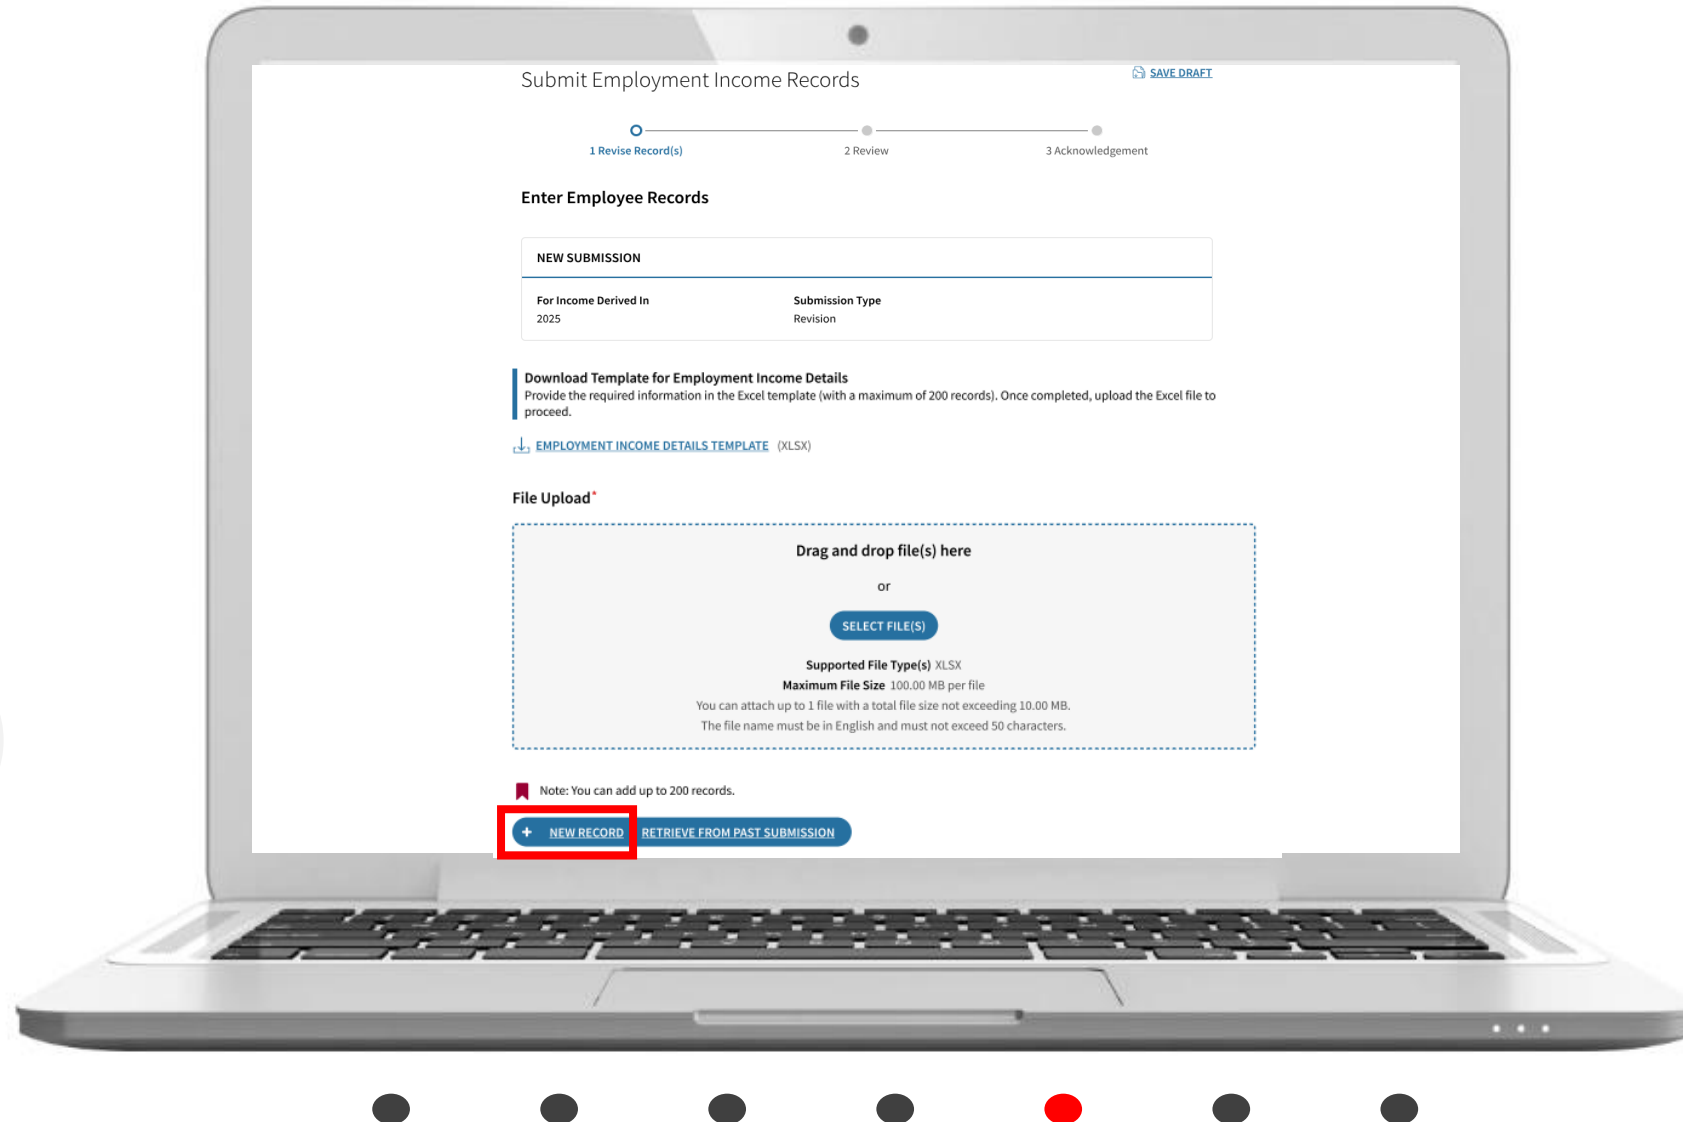 Submit Employment Income Records
SAVE DRAFT
1 Revise Record(s)
2 Review
3 Acknowledgement
Enter Employee Records
NEW SUBMISSION
For Income Derived In
Submission Type
2025
Revision
Download Template for Employment Income Details
Provide the required information in the Excel template (with a maximum of 200 records). Once completed, upload the Excel file to
proceed.
EMPLOYMENT INCOME DETAILS TEMPLATE (XLSX)
File Upload*
Drag and drop file(s) here
or
SELECT FILE(S)
Supported File Type(s) XLSX
Maximum File Size 100.00 MB per file
You can attach up to 1 file with a total file size not exceeding 10.00 MB.
The file name must be in English and must not exceed 50 characters.
Note: You can add up to 200 records.
+ NEW RECORD
RETRIEVE FROM PAST SUBMISSION